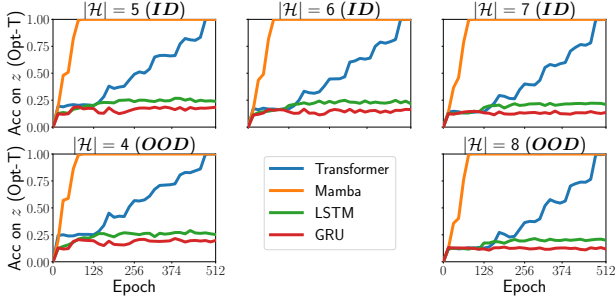 |ℋ| = 5 (ID)
|ℋ| = 6 (ID)
|ℋ| = 7 (ID)
Acc on z (Opt-T)
1.00
0.75
0.50
0.25
0.00
|ℋ| = 4 (OOD)
|ℋ| = 8 (OOD)
Acc on z (Opt-T)
1.00
0.75
0.50
0.25
0.00
0 128 256 374 512
Epoch
Transformer
Mamba
LSTM
GRU
0 128 256 374 512
Epoch